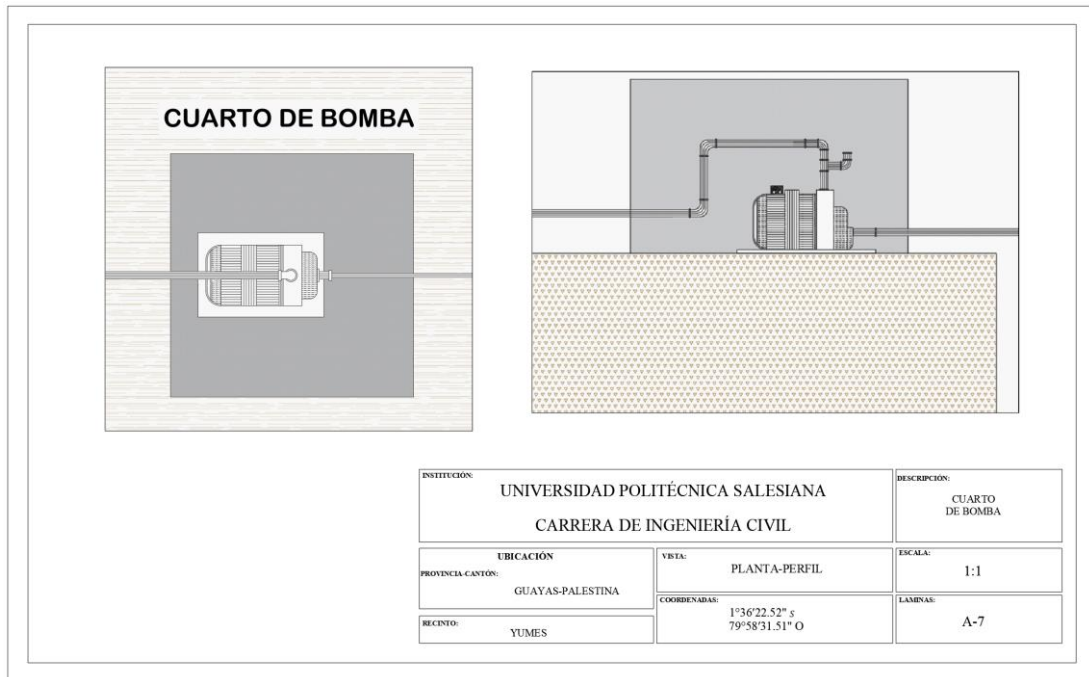 CUARTO DE BOMBA
INSTITUCIÓN:
UNIVERSIDAD POLITÉCNICA SALESIANA
CARRERA DE INGENIERÍA CIVIL
DESCRIPCIÓN:
CUARTO
DE BOMBA
UBICACIÓN
PROVINCIA-CANTÓN:
GUAYAS-PALESTINA
VISTA:
PLANTA-PERFIL
ESCALA:
1:1
RECINTO:
YUMES
COORDENADAS:
1°36'22.52" s
79°58'31.51" O
LAMINAS:
A-7